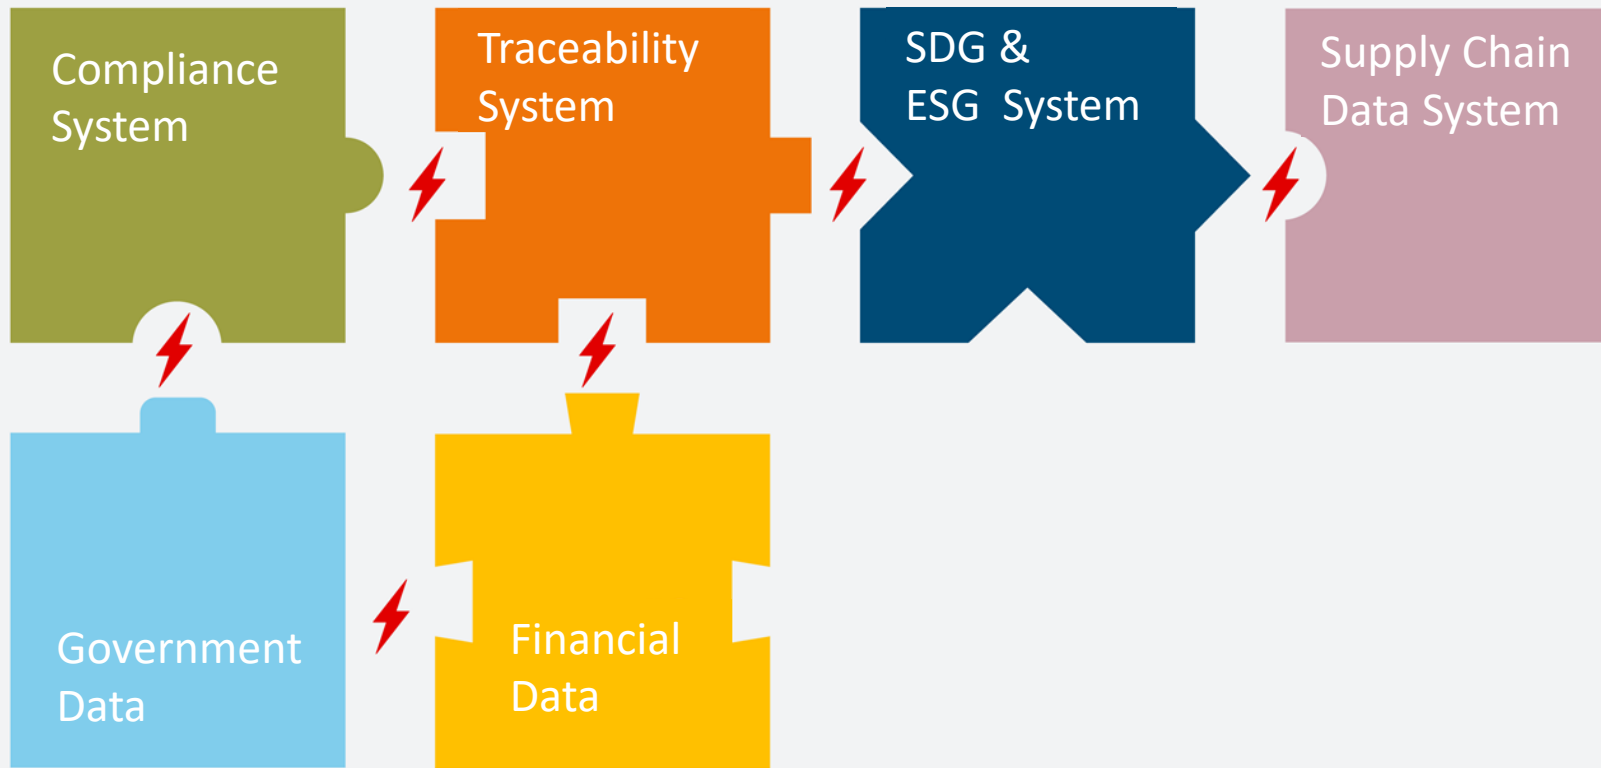 Compliance
System
Traceability
System
SDG &
ESG  System
Supply Chain
Data System
Government
Data
Financial
Data